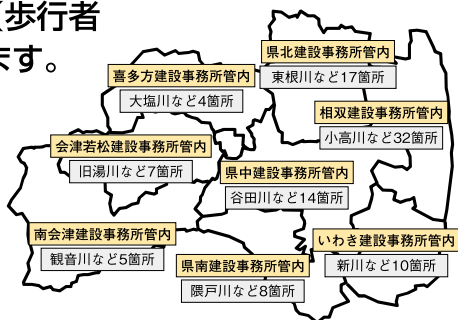 歩行者
ます。
県北建設事務所管内
東根川など17箇所
喜多方建設事務所管内
大塩川など4箇所
相双建設事務所管内
小高川など32箇所
会津若松建設事務所管内
旧湯川など7箇所
県中建設事務所管内
谷田川など14箇所
南会津建設事務所管内
観音川など5箇所
いわき建設事務所管内
新川など10箇所
県南建設事務所管内
隈戸川など8箇所